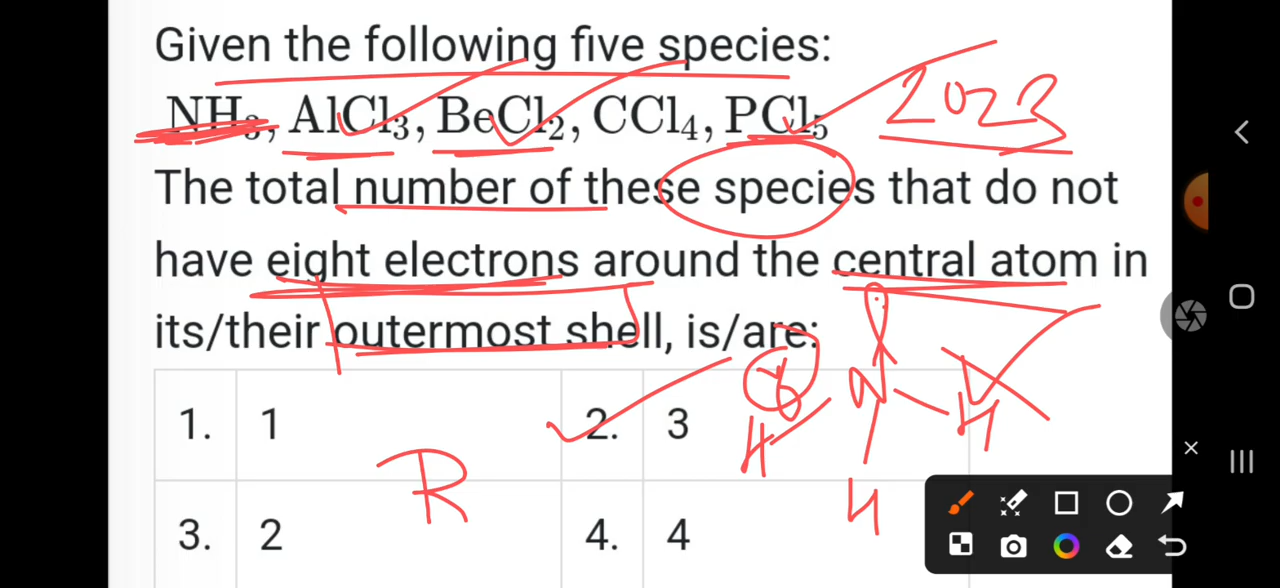 Given the following five species:
NH₃, AlCl₃, BeCl₂, CCl₄, PCl₅ 2023
The total number of these species that do not
have eight electrons around the central atom in
its/their outermost shell, is/are:
8
H N H
H
1. 1 2. 3
R
3. 2 4. 4